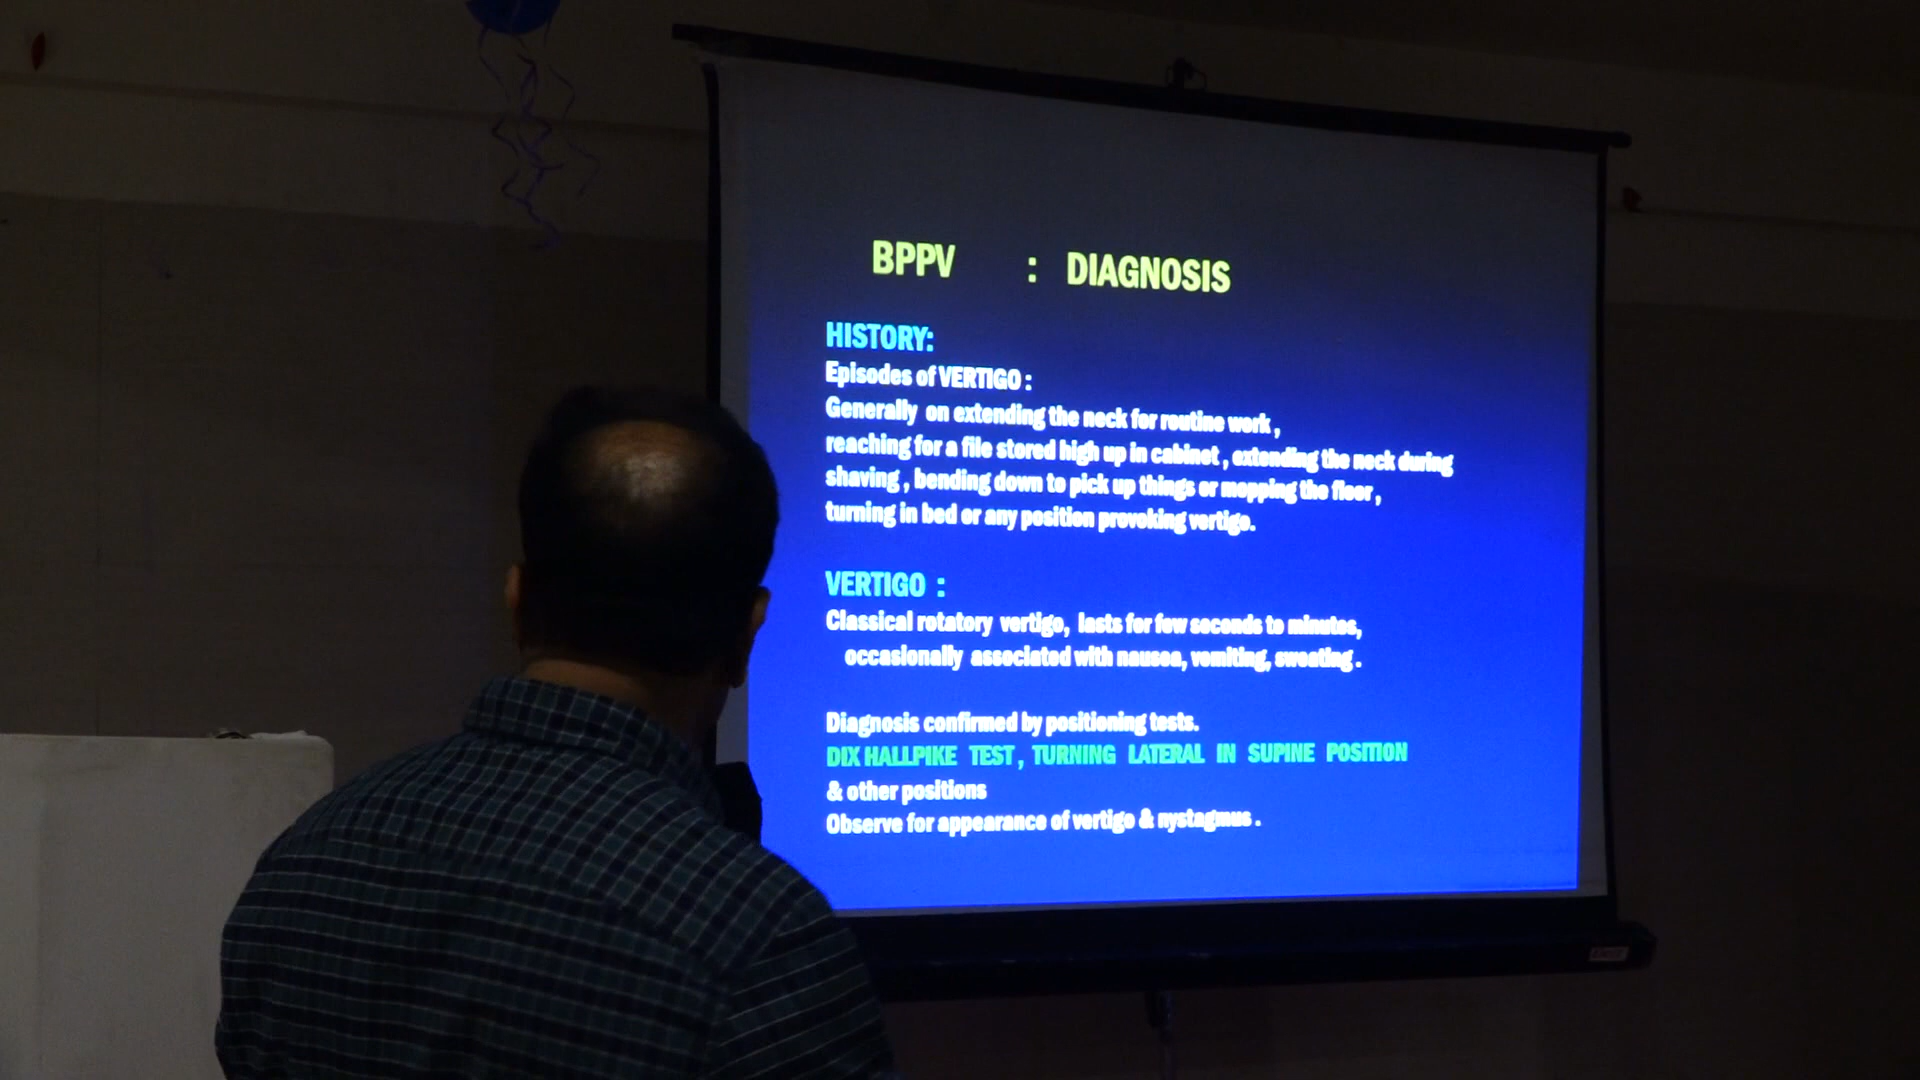 BPPV : DIAGNOSIS
HISTORY:
Episodes of VERTIGO :
Generally on extending the neck for routine work ,
reaching for a file stored high up in cabinet , extending the neck during
shaving , bending down to pick up things or mopping the floor ,
turning in bed or any position provoking vertigo.
VERTIGO :
Classical rotatory vertigo, lasts for few seconds to minutes,
occasionally associated with nausea, vomiting, sweating .
Diagnosis confirmed by positioning tests.
DIX HALLPIKE TEST , TURNING LATERAL IN SUPINE POSITION
& other positions
Observe for appearance of vertigo & nystagmus .